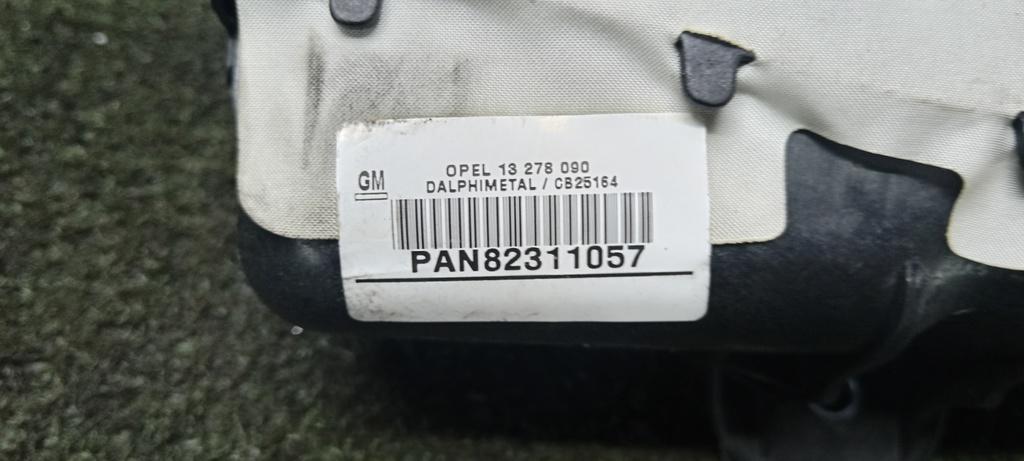 OPEL 13 278 090
GM
DALPHIMETAL / CB25164
PAN82311057